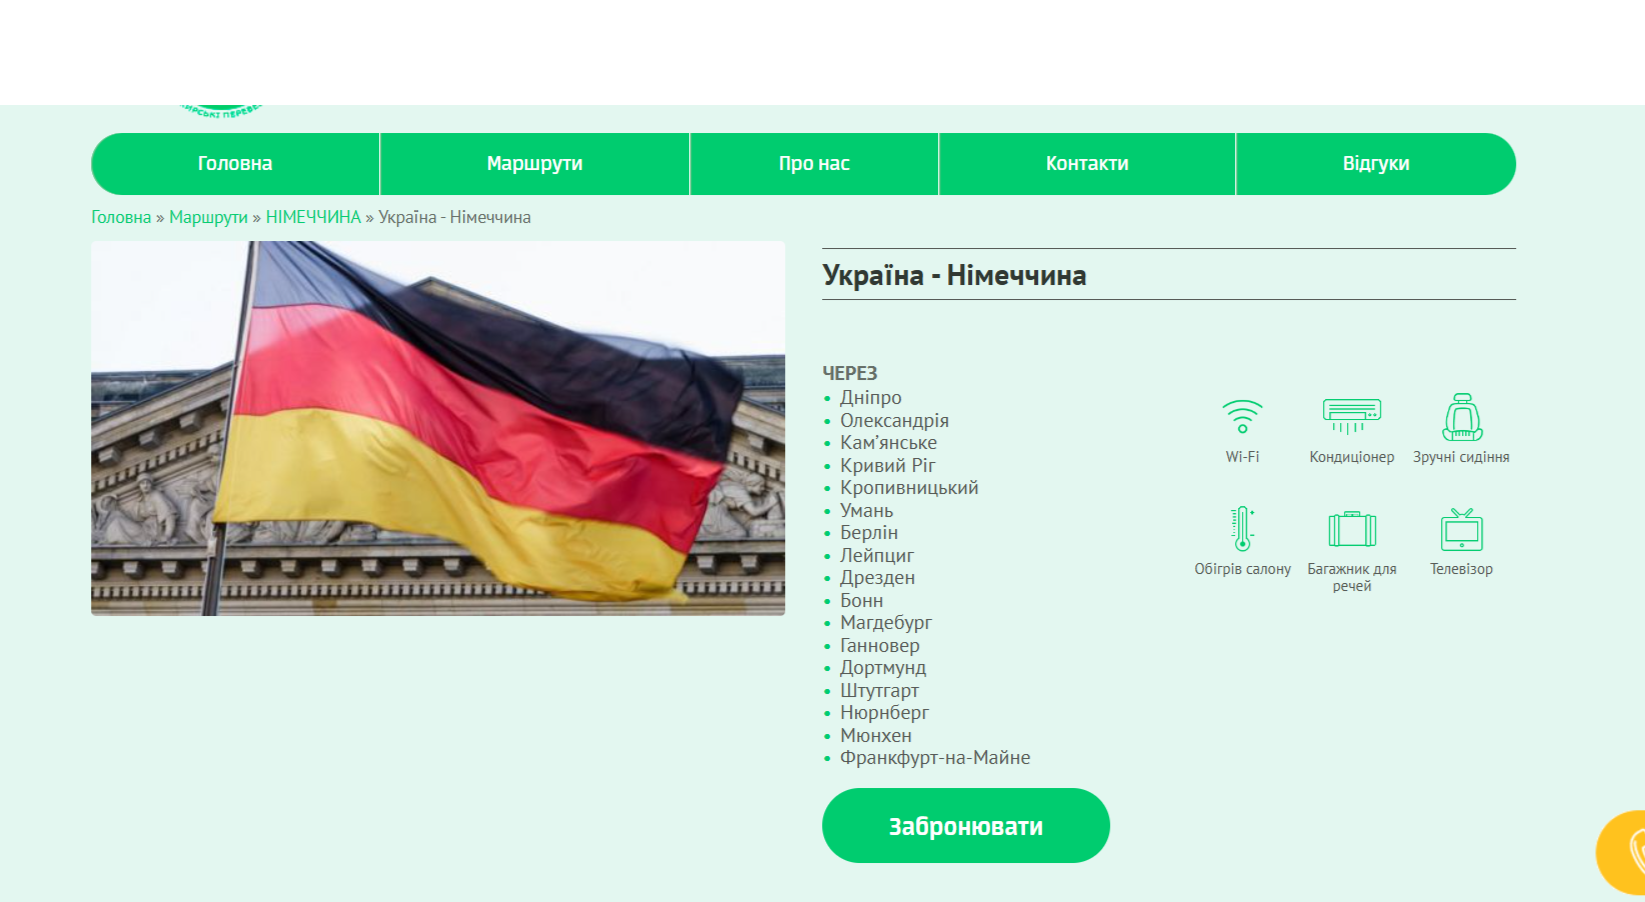 Головна
Маршрути
Про нас
Контакти
Відгуки
Головна » Маршрути » НІМЕЧЧИНА » Україна - Німеччина
Україна - Німеччина
ЧЕРЕЗ
• Дніпро
• Олександрія
• Кам’янське
• Кривий Ріг
• Кропивницький
• Умань
• Берлін
• Лейпциг
• Дрезден
• Бонн
• Магдебург
• Ганновер
• Дортмунд
• Штутгарт
• Нюрнберг
• Мюнхен
• Франкфурт-на-Майне
Wi-Fi
Кондиціонер
Зручні сидіння
Обігрів салону
Багажник для
речей
Телевізор
Забронювати